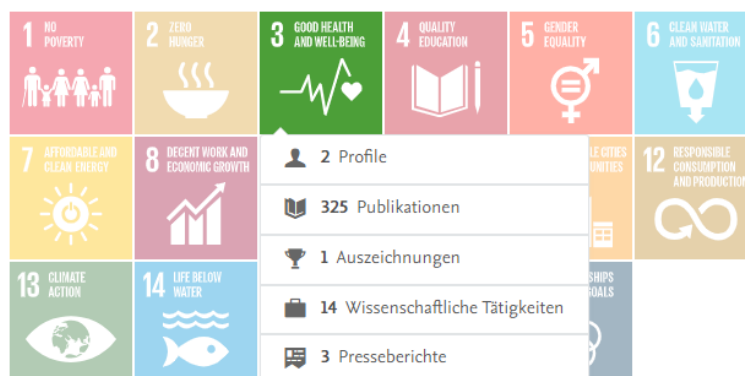 1 NO
POVERTY
2 ZERO
HUNGER
3 GOOD HEALTH
AND WELL-BEING
4 QUALITY
EDUCATION
5 GENDER
EQUALITY
6 CLEAN WATER
AND SANITATION
7 AFFORDABLE AND
CLEAN ENERGY
8 DECENT WORK AND
ECONOMIC GROWTH
2 Profile
325 Publikationen
1 Auszeichnungen
14 Wissenschaftliche Tätigkeiten
3 Presseberichte
CITIES
12 RESPONSIBLE
CONSUMPTION
AND PRODUCTION
13 CLIMATE
ACTION
14 LIFE BELOW
WATER